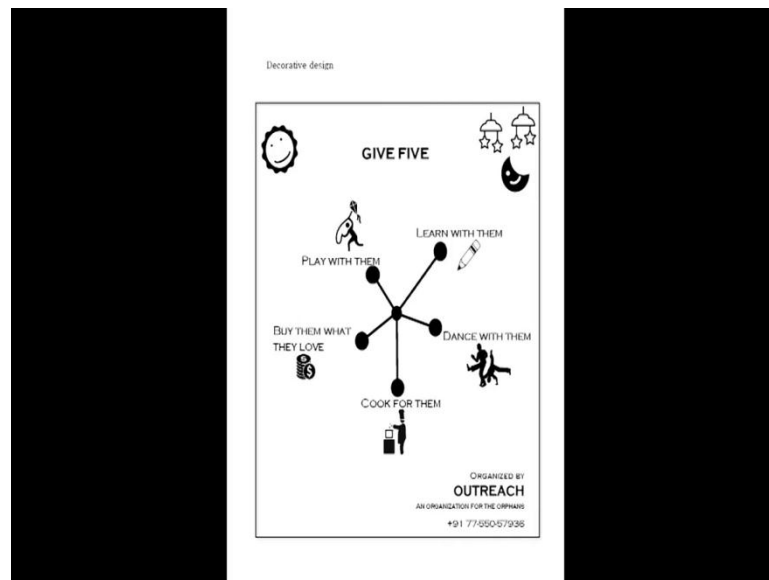 Decorative design
GIVE FIVE
LEARN WITH THEM
PLAY WITH THEM
BUY THEM WHAT
THEY LOVE
DANCE WITH THEM
COOK FOR THEM
ORGANIZED BY
OUTREACH
AN ORGANIZATION FOR THE ORPHANS
+91 77-550-57936